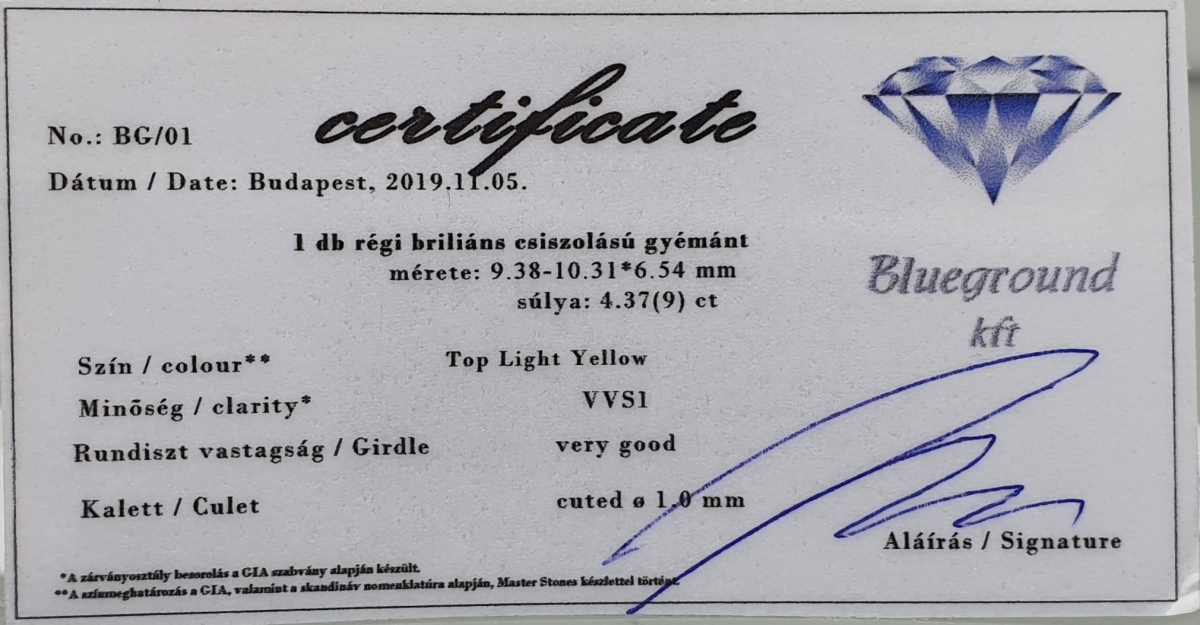 certificate
No.: BG/01
Dátum / Date: Budapest, 2019.11.05.
1 db régi briliáns csiszolású gyémánt
mérete: 9.38-10.31*6.54 mm
súlya: 4.37(9) ct
Blueground
kft
Szín / colour** Top Light Yellow
Minõség / clarity* VVS1
Rundiszt vastagság / Girdle very good
Kalett / Culet cuted ø 1.0 mm
Aláírás / Signature
*A zárványosztály besorolás a GIA szabvány alapján készült.
**A színmeghatározás a GIA, valamint a skandináv nomenklatúra alapján, Master Stones készlettel történt.